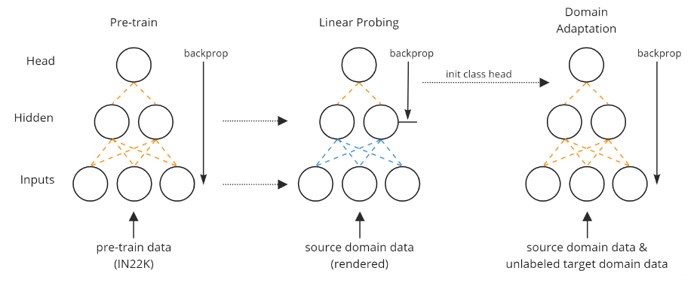 Pre-train
Linear Probing
Domain
Adaptation
Head
backprop
backprop
init class head
backprop
Hidden
Inputs
pre-train data
(IN22K)
source domain data
(rendered)
source domain data &
unlabeled target domain data